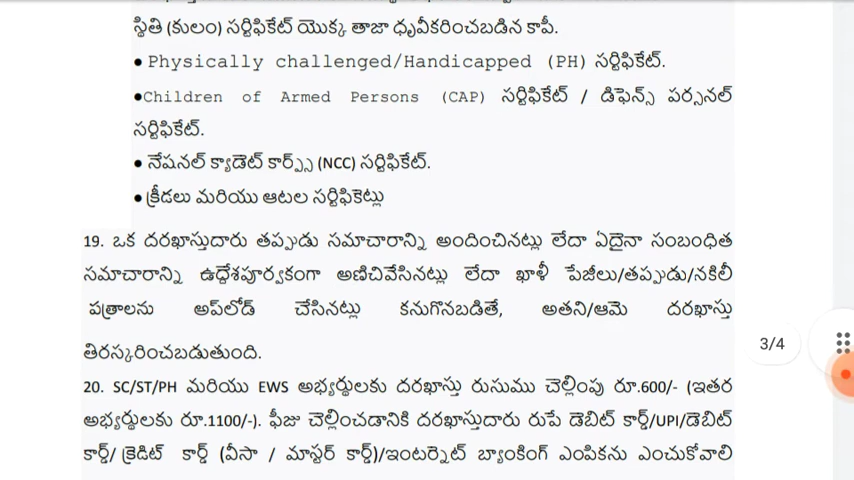 స్థితి (కులం) సర్టిఫికేట్ యొక్క తాజా ధృవీకరించబడిన కాపీ.
• Physically challenged/Handicapped (PH) సర్టిఫికేట్.
•Children of Armed Persons (CAP) సర్టిఫికేట్ / డిఫెన్స్ పర్సనల్
సర్టిఫికేట్.
• నేషనల్ క్యాడెట్ కార్ప్స్ (NCC) సర్టిఫికేట్.
• క్రీడలు మరియు ఆటల సర్టిఫికెట్లు
19. ఒక దరఖాస్తుదారు తప్పుడు సమాచారాన్ని అందించినట్లు లేదా ఏదైనా సంబంధిత
సమాచారాన్ని ఉద్దేశపూర్వకంగా అణిచివేసినట్లు లేదా ఖాళీ పేజీలు/తప్పుడు/నకిలీ
పత్రాలను అప్‌లోడ్ చేసినట్లు కనుగొనబడితే, అతని/ఆమె దరఖాస్తు
తిరస్కరించబడుతుంది.
3/4
20. SC/ST/PH మరియు EWS అభ్యర్థులకు దరఖాస్తు రుసుము చెల్లింపు రూ.600/- (ఇతర
అభ్యర్థులకు రూ.1100/-). ఫీజు చెల్లించడానికి దరఖాస్తుదారు రుపే డెబిట్ కార్డ్/UPI/డెబిట్
కార్డ్/ క్రెడిట్ కార్డ్ (వీసా / మాస్టర్ కార్డ్)/ఇంటర్నెట్ బ్యాంకింగ్ ఎంపికను ఎంచుకోవాలి